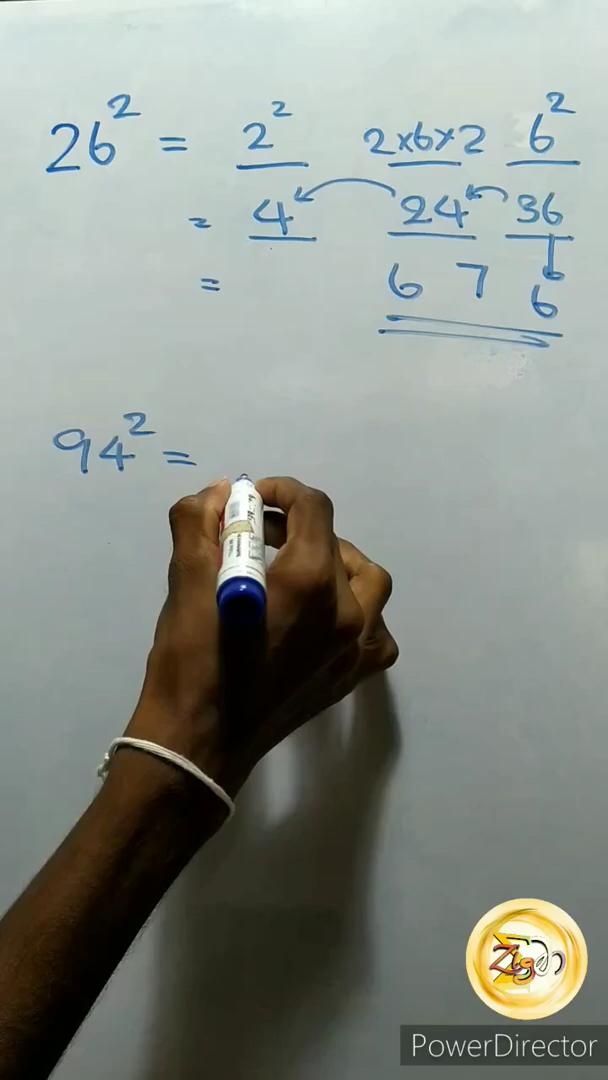 26² = 2² 2×6×2 6²
= 4 24 36
= 6 7 6
94² =
PowerDirector